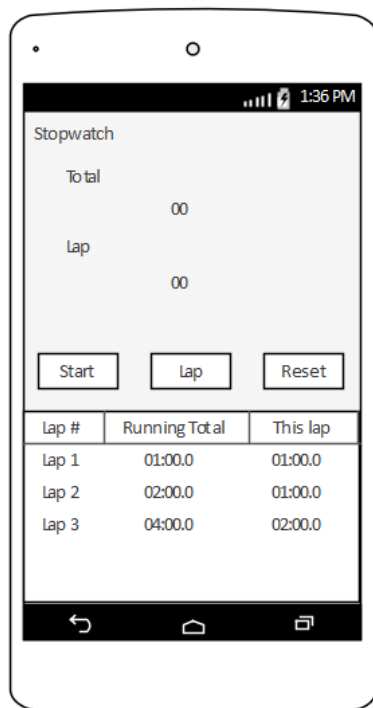 1:36 PM
Stopwatch
Total
00
Lap
00
Start Lap Reset
Lap # Running Total This lap
Lap 1 01:00.0 01:00.0
Lap 2 02:00.0 01:00.0
Lap 3 04:00.0 02:00.0